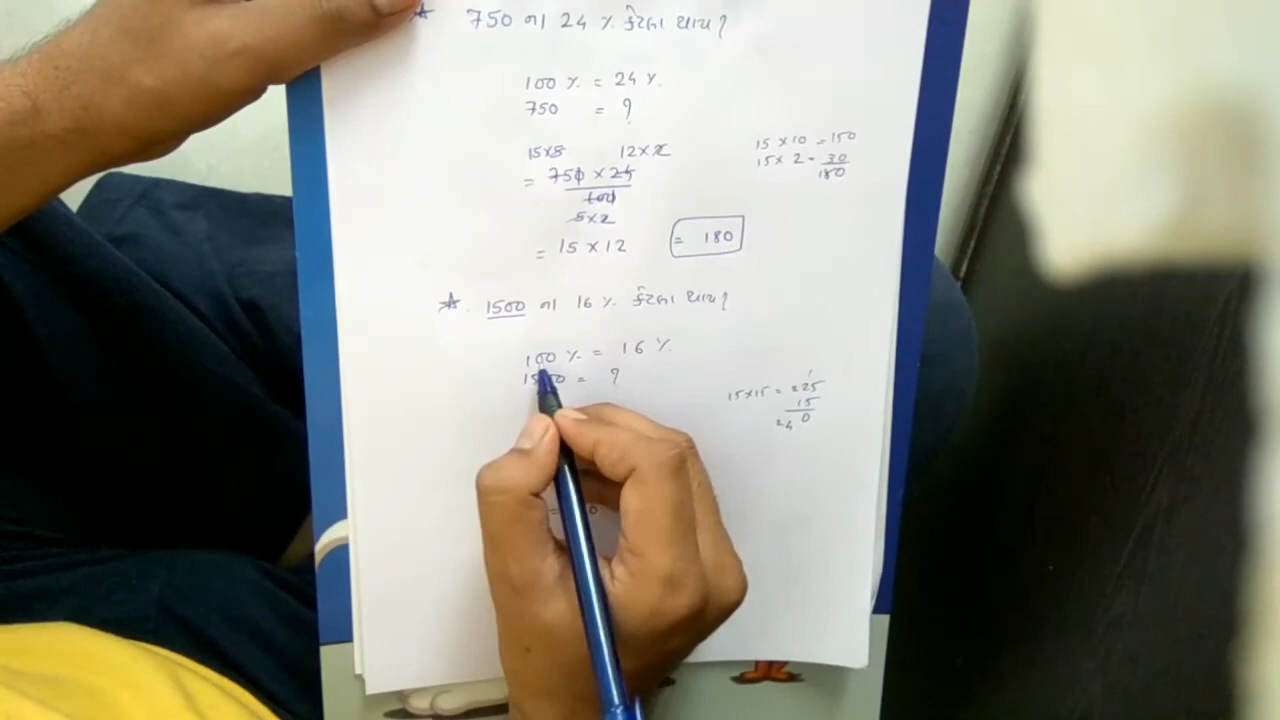 ★ 750 ના 24 % કેટલા થાય?
100 % = 24 %
750 = ?
15×5 12×2
= 750 × 24
100
5×2
= 15 × 12 = 180
15 × 10 = 150
15 × 2 = 30
180
★. 1500 ના 16 % કેટલા થાય?
100 % = 16 %
= ?
15×15 = 225
15
240